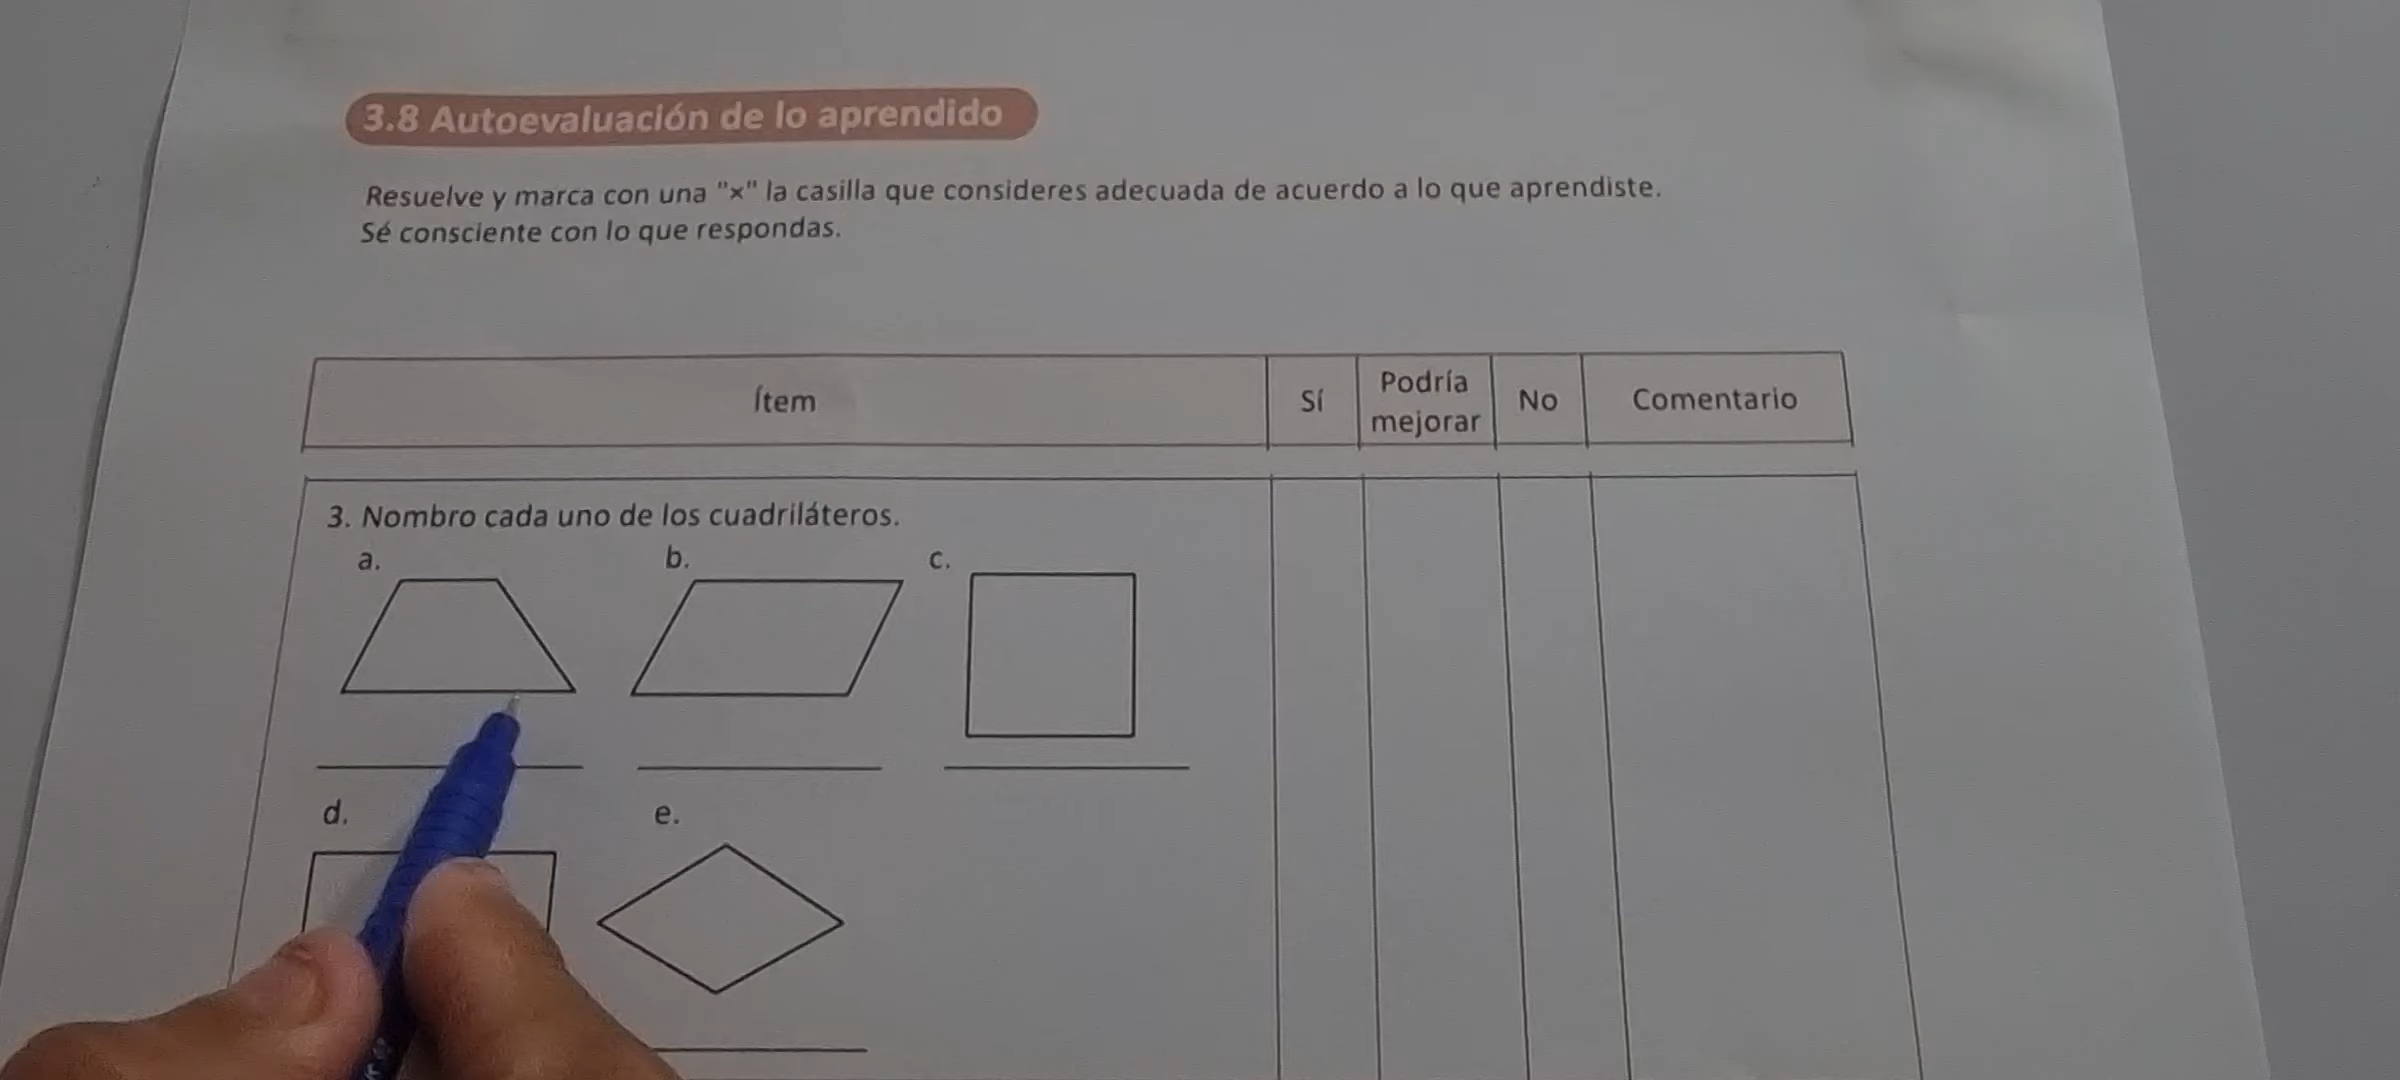 3.8 Autoevaluación de lo aprendido
Resuelve y marca con una "×" la casilla que consideres adecuada de acuerdo a lo que aprendiste.
Sé consciente con lo que respondas.
Ítem
Sí
Podría
mejorar
No
Comentario
3. Nombro cada uno de los cuadriláteros.
a.
b.
c.
d.
e.